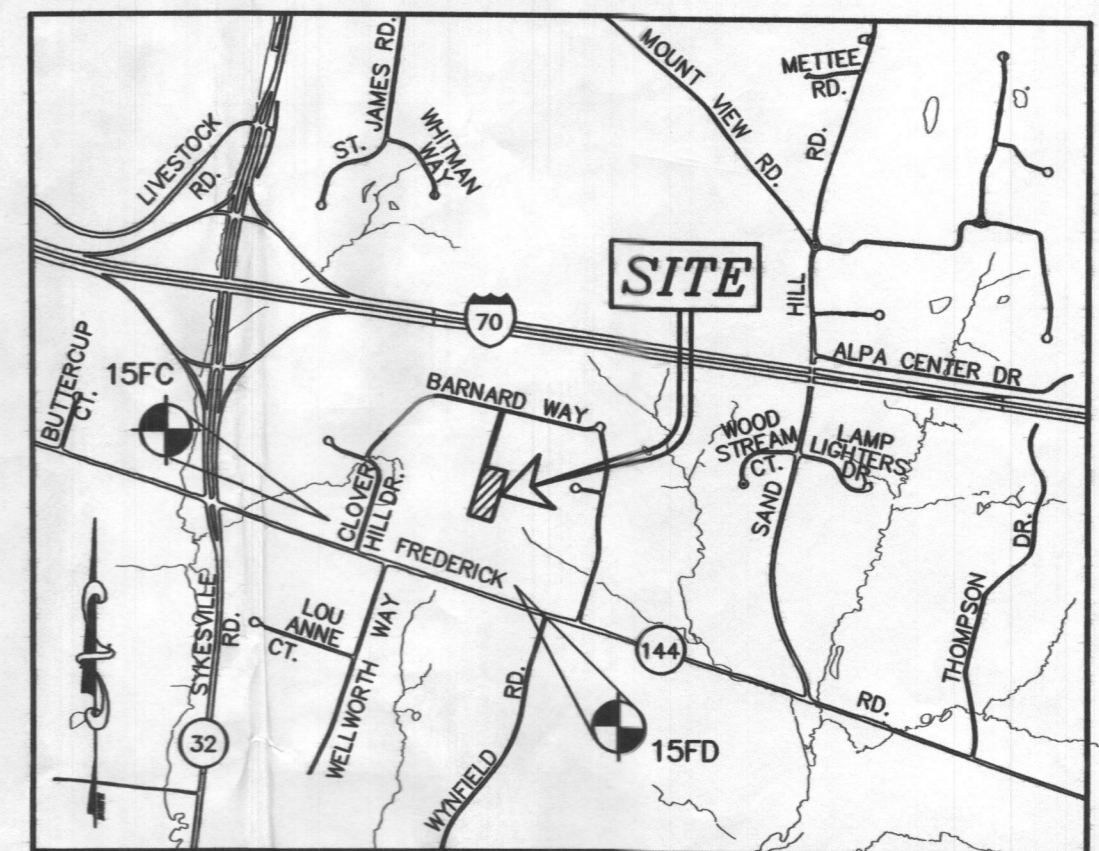 ST. JAMES RD.
WHITMAN
WAY
LIVESTOCK
RD.
MOUNT VIEW RD.
METTEE
RD.
RD.
SITE
HILL
70
ALPA CENTER DR
BUTTERCUP
CT.
15FC
BARNARD WAY
WOOD
STREAM
CT.
LAMP
LIGHTERS
DR.
SAND
CLOVER
HILL DR.
FREDERICK
RD.
SYKESVILLE
RD.
LOU
ANNE
CT.
WELLWORTH WAY
144
THOMPSON DR.
WYNFIELD RD.
32
15FD